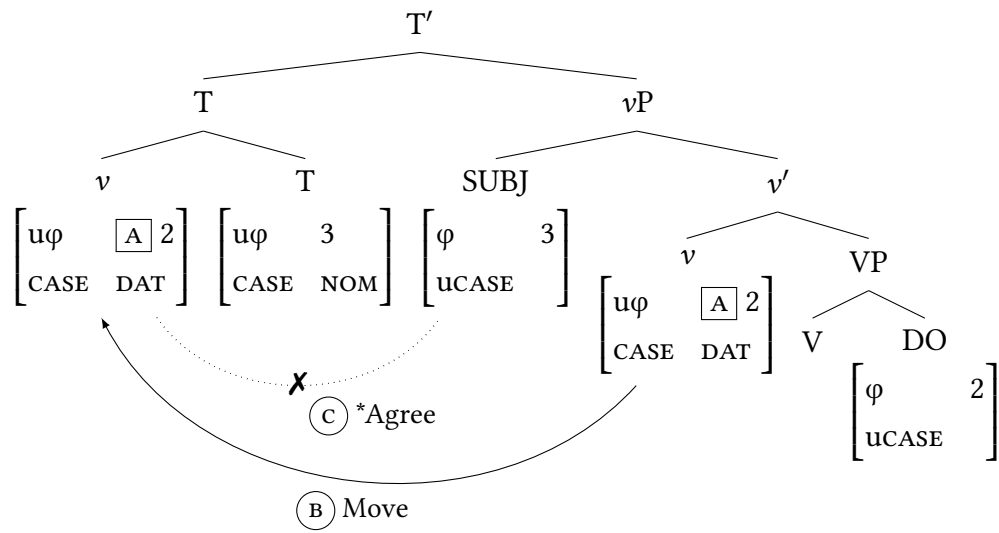 T′
T vP
v T SUBJ v′
uφ A 2 uφ 3 φ 3 v VP
CASE DAT CASE NOM uCASE
uφ A 2 V DO
CASE DAT
φ 2
✗
C *Agree
uCASE
B Move